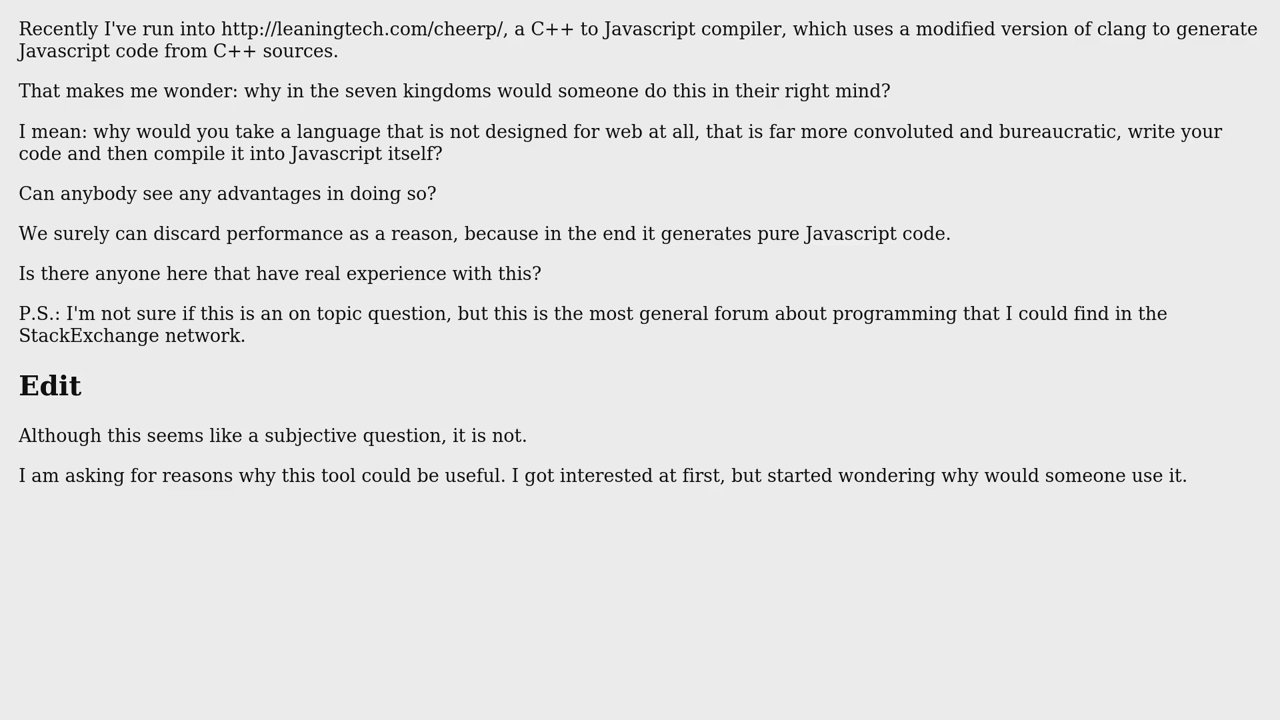 Recently I've run into http://leaningtech.com/cheerp/, a C++ to Javascript compiler, which uses a modified version of clang to generate
Javascript code from C++ sources.
That makes me wonder: why in the seven kingdoms would someone do this in their right mind?
I mean: why would you take a language that is not designed for web at all, that is far more convoluted and bureaucratic, write your
code and then compile it into Javascript itself?
Can anybody see any advantages in doing so?
We surely can discard performance as a reason, because in the end it generates pure Javascript code.
Is there anyone here that have real experience with this?
P.S.: I'm not sure if this is an on topic question, but this is the most general forum about programming that I could find in the
StackExchange network.
Edit
Although this seems like a subjective question, it is not.
I am asking for reasons why this tool could be useful. I got interested at first, but started wondering why would someone use it.